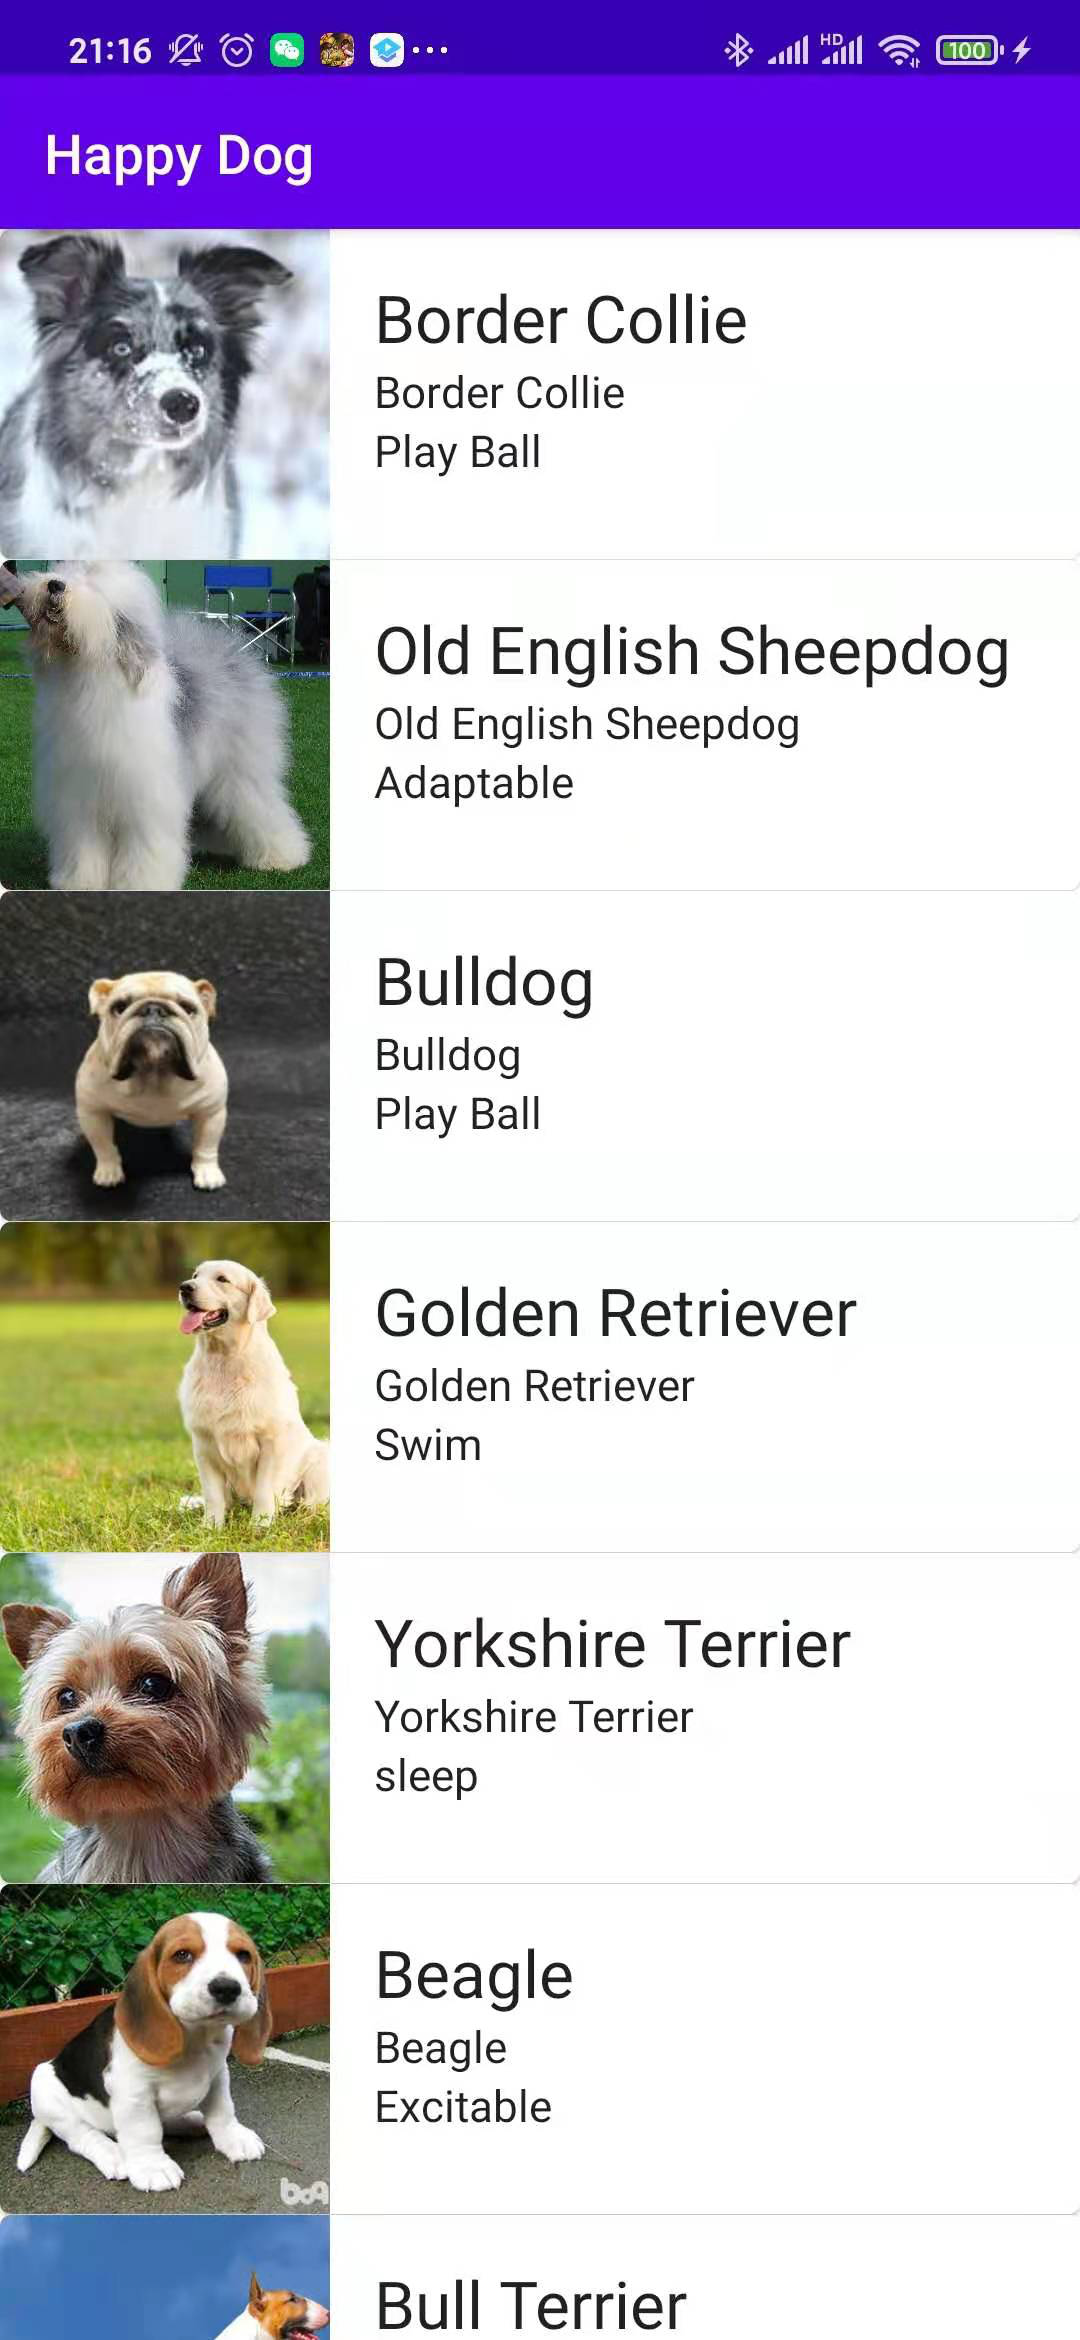 21:16
HD
100
Happy Dog
Border Collie
Border Collie
Play Ball
Old English Sheepdog
Old English Sheepdog
Adaptable
Bulldog
Bulldog
Play Ball
Golden Retriever
Golden Retriever
Swim
Yorkshire Terrier
Yorkshire Terrier
sleep
Beagle
Beagle
Excitable
Bull Terrier